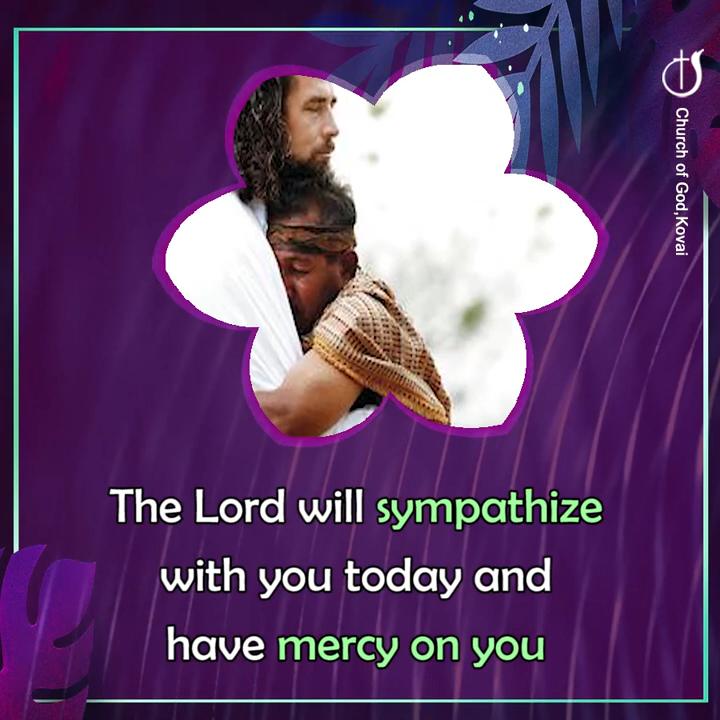 Church of God,Kovai
The Lord will sympathize
with you today and
have mercy on you